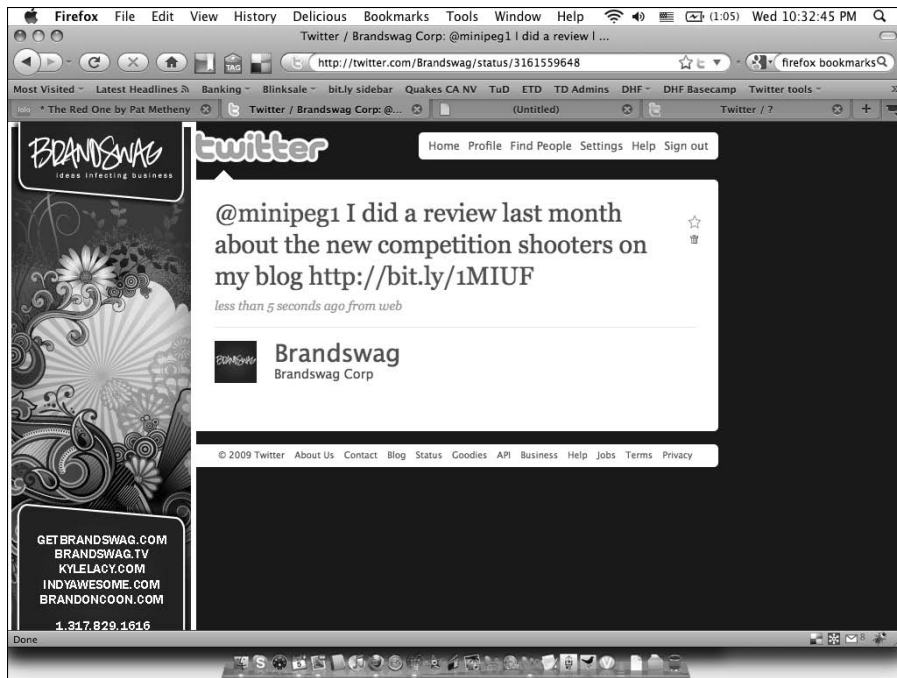 Firefox File Edit View History Delicious Bookmarks Tools Window Help (1:05) Wed 10:32:45 PM
Twitter / Brandswag Corp: @minipeg1 I did a review I ...
http://twitter.com/Brandswag/status/3161559648 firefox bookmarks
Most Visited Latest Headlines Banking Blinksale bit.ly sidebar Quakes CA NV TuD ETD TD Admins DHF DHF Basecamp Twitter tools
* The Red One by Pat Metheny Twitter / Brandswag Corp: @... (Untitled) Twitter / ?
BRANDSWAG
ideas infecting business
twitter
Home Profile Find People Settings Help Sign out
@minipeg1 I did a review last month
about the new competition shooters on
my blog http://bit.ly/1MIUF
less than 5 seconds ago from web
BRANDSWAG
Brandswag
Brandswag Corp
© 2009 Twitter About Us Contact Blog Status Goodies API Business Help Jobs Terms Privacy
GETBRANDSWAG.COM
BRANDSWAG.TV
KYLELACY.COM
INDYAWESOME.COM
BRANDONCOON.COM
1.317.829.1616
Done 8